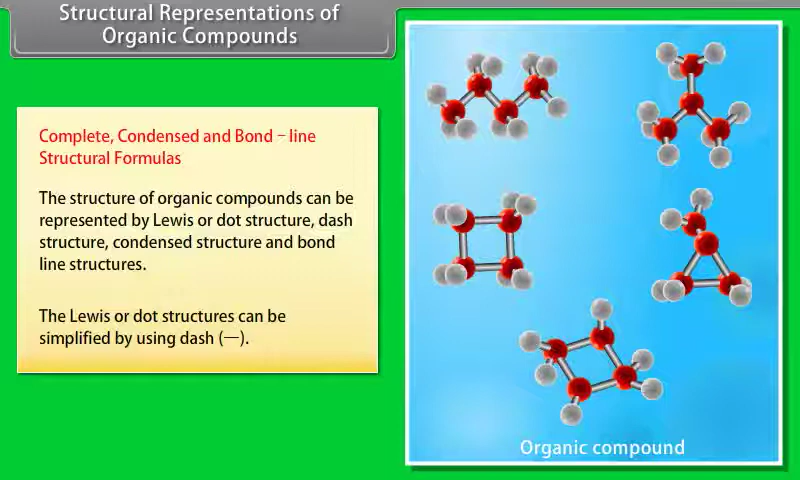 Structural Representations of
Organic Compounds
Complete, Condensed and Bond – line
Structural Formulas
The structure of organic compounds can be
represented by Lewis or dot structure, dash
structure, condensed structure and bond
line structures.
The Lewis or dot structures can be
simplified by using dash (—).
Organic compound